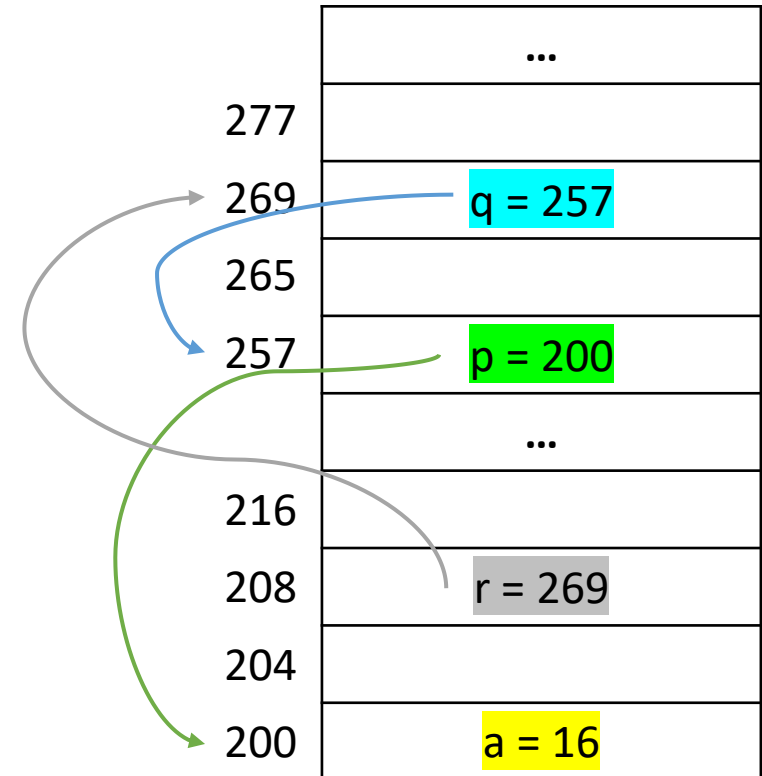 ...
277
269 q = 257
265
257 p = 200
...
216
208 r = 269
204
200 a = 16